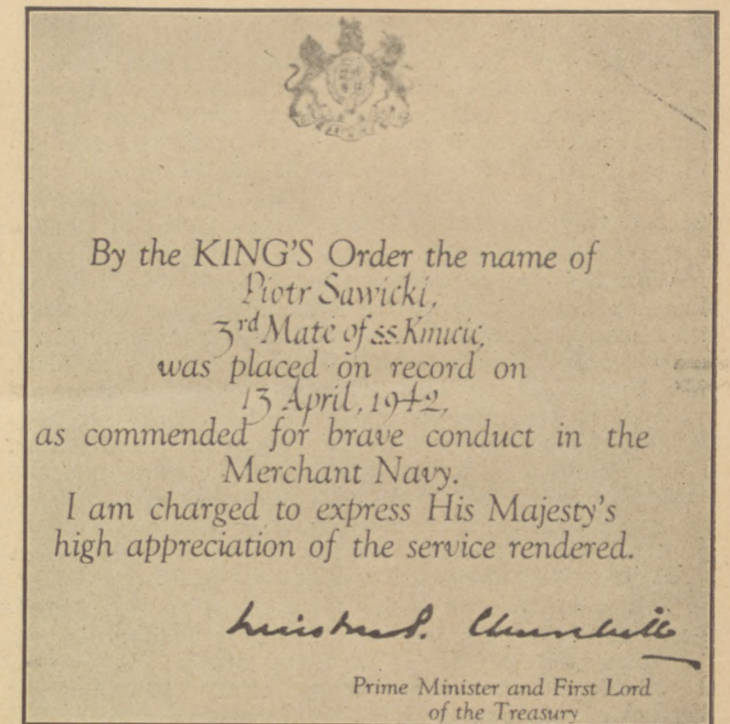 By the KING'S Order the name of
Piotr Sawicki,
3rd Mate of ss. Kmicic,
was placed on record on
13 April, 1942,
as commended for brave conduct in the
Merchant Navy.
I am charged to express His Majesty's
high appreciation of the service rendered.
Winston S. Churchill
Prime Minister and First Lord
of the Treasury